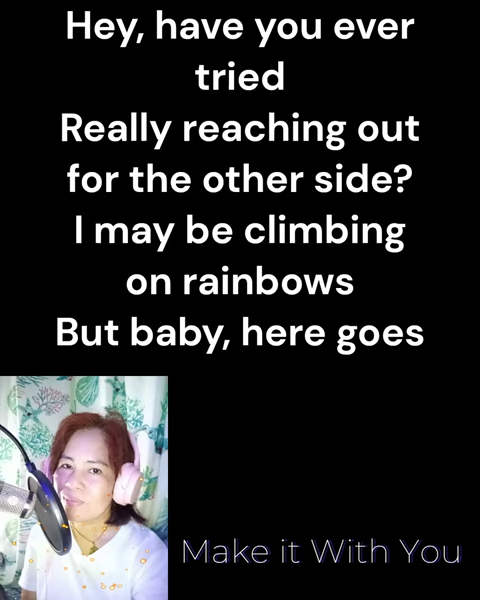 Hey, have you ever
tried
Really reaching out
for the other side?
I may be climbing
on rainbows
But baby, here goes
Make it With You